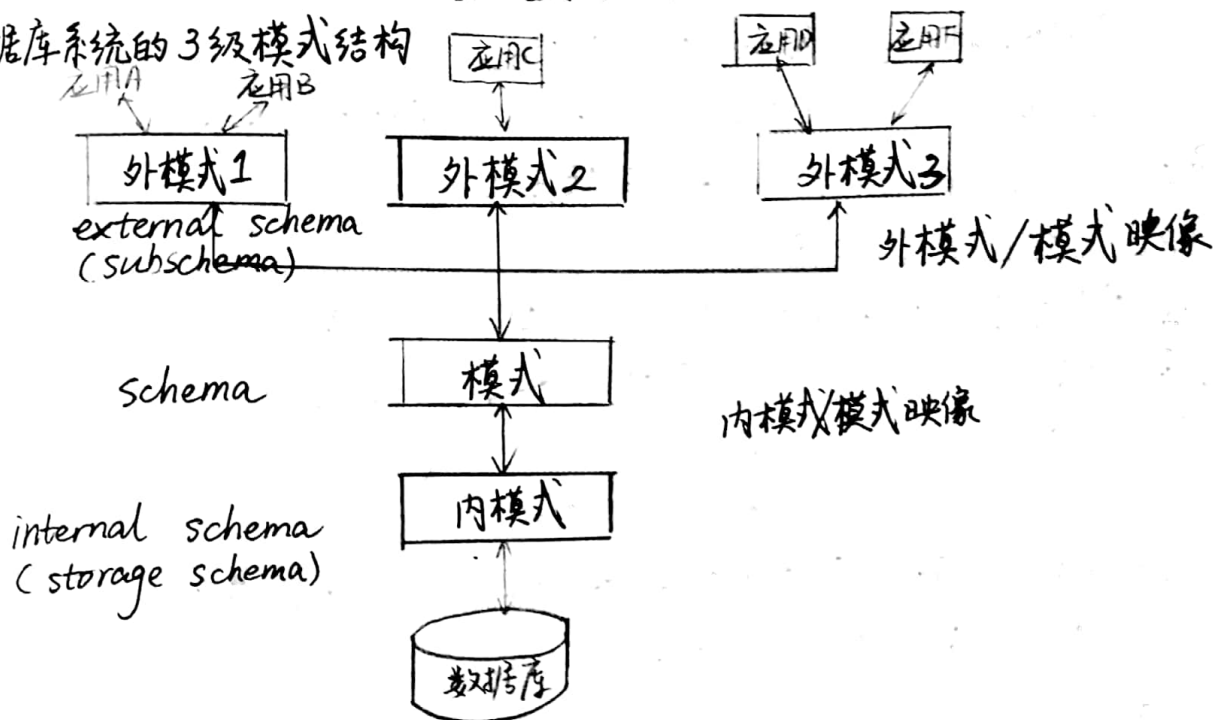 据库系统的3级模式结构
应用A
应用B
应用C
应用D
应用F
外模式1
外模式2
外模式3
external schema
(subschema)
外模式/模式映像
schema
模式
内模式/模式映像
internal schema
(storage schema)
内模式
数据库